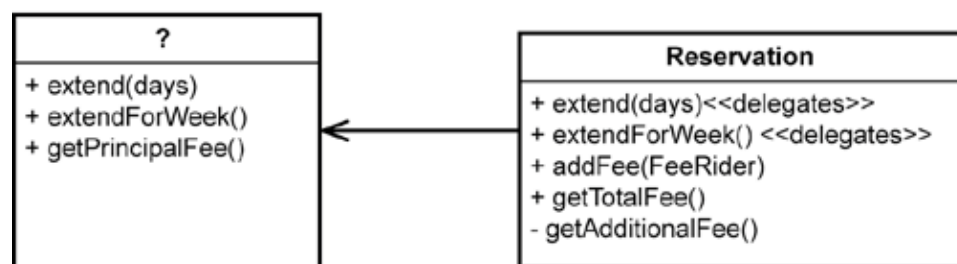 ?
+ extend(days)
+ extendForWeek()
+ getPrincipalFee()
Reservation
+ extend(days)<<delegates>>
+ extendForWeek() <<delegates>>
+ addFee(FeeRider)
+ getTotalFee()
- getAdditionalFee()